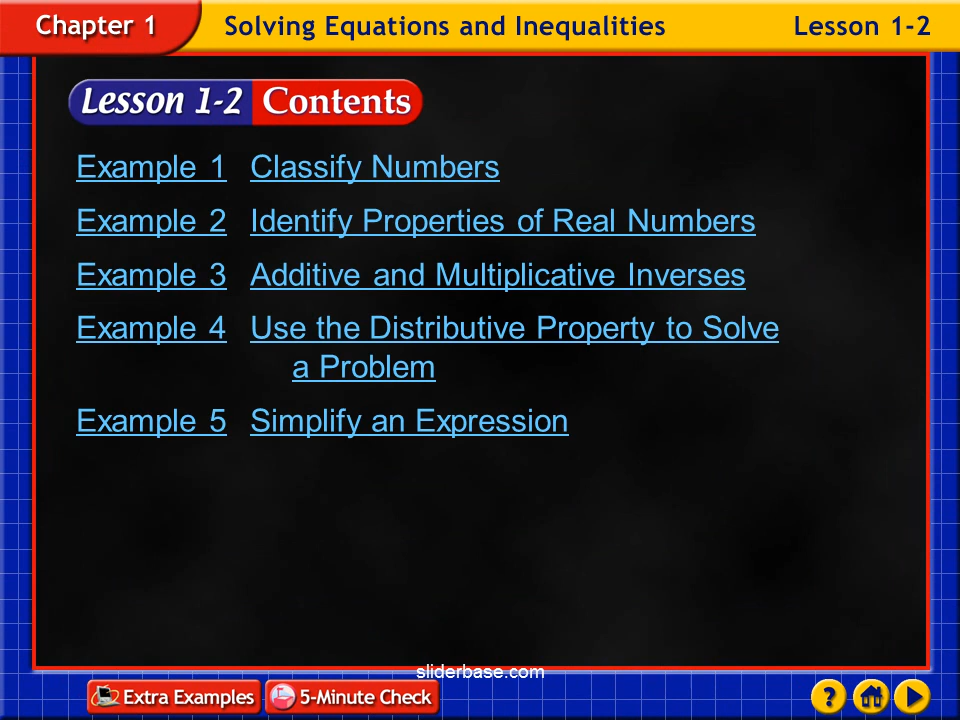 Chapter 1 Solving Equations and Inequalities Lesson 1-2
Lesson 1-2 Contents
Example 1 Classify Numbers
Example 2 Identify Properties of Real Numbers
Example 3 Additive and Multiplicative Inverses
Example 4 Use the Distributive Property to Solve
a Problem
Example 5 Simplify an Expression
sliderbase.com
Extra Examples 5-Minute Check ?